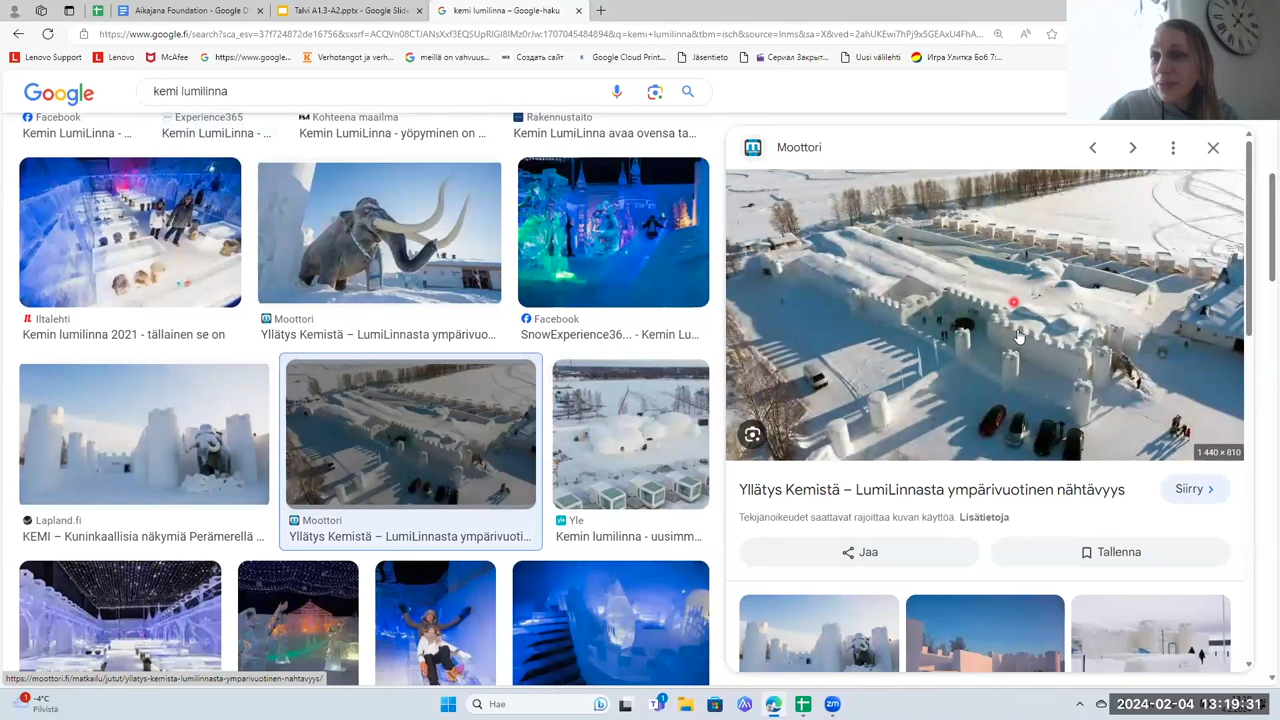 Aikajana Foundation - Google D
Talvi A1.3-A2.pptx - Google Slide
kemi lumilinna – Google-haku
https://www.google.fi/search?sca_esv=37f724872de16756&sxsrf=ACQVn08CT
Lenovo Support
Lenovo
McAfee
https://www.google...
Verhotangot ja verh...
meillä on vahvuus...
Создать сайт
Google Cloud Print...
Jäsentieto
Сериал Закрыт...
Uusi välilehti
Игра Улитка Боб 7:...
Google
kemi lumilinna
Facebook
Experience365
Kohteena maailma
Rakennustaito
Kemin LumiLinna - ...
Kemin LumiLinna - ...
Kemin LumiLinna - yöpyminen on ...
Kemin LumiLinna avaa ovensa ta...
Iltalehti
Moottori
Facebook
Kemin lumilinna 2021 - tällainen se on
Yllätys Kemistä – LumiLinnasta ympärivuo...
SnowExperience36... - Kemin Lu...
Lapland.fi
Moottori
Yle
KEMI – Kuninkaallisia näkymiä Perämerellä ...
Yllätys Kemistä – LumiLinnasta ympärivuoti...
Kemin lumilinna - uusimm...
Moottori
1 440 × 810
Yllätys Kemistä – LumiLinnasta ympärivuotinen nähtävyys
Siirry
Tekijänoikeudet saattavat rajoittaa kuvan käyttöä. Lisätietoja
Jaa
Tallenna
https://moottori.fi/matkailu/jutut/yllatys-kemista-lumilinnasta-ymparivuotinen-nahtavyys/
1
-4°C
Pilvistä
Hae
1
2024-02-04 13:19:31